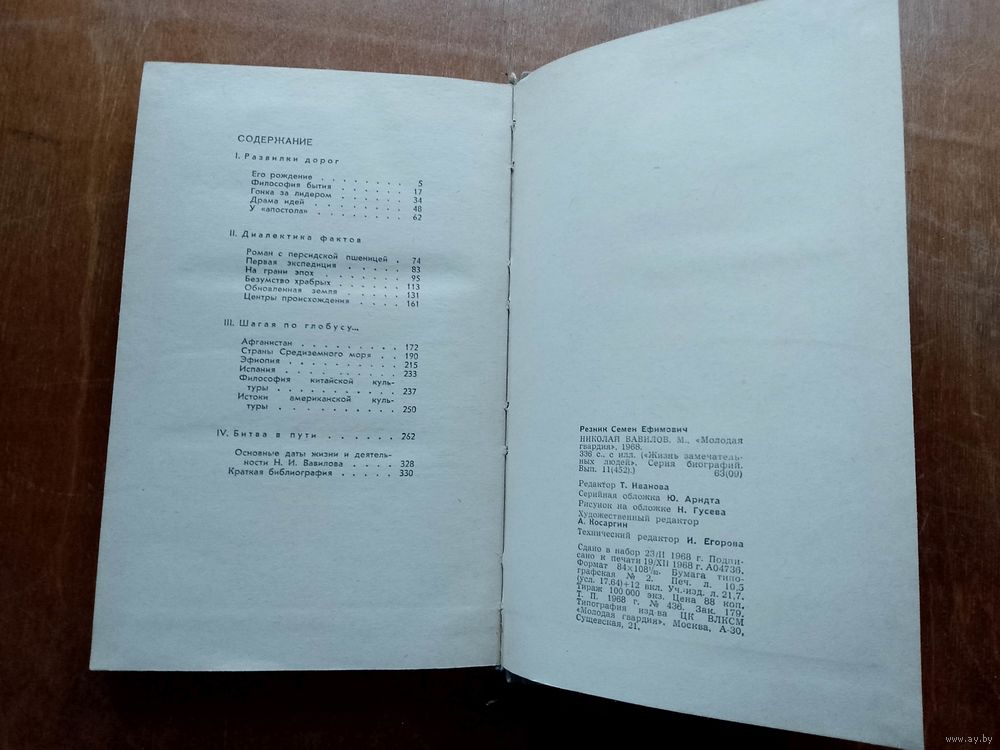 СОДЕРЖАНИЕ
I. Развилки дорог
Его рождение . . . . . . . . 5
Философия бытия . . . . . . 17
Гонка за лидером . . . . . . 34
Драма идей . . . . . . . . 48
У «апостола» . . . . . . . . 62
II. Диалектика фактов
Роман с персидской пшеницей . 74
Первая экспедиция . . . . . 83
На грани эпох . . . . . . . 95
Безумство храбрых . . . . . 113
Обновленная земля . . . . . 131
Центры происхождения . . . . 161
III. Шагая по глобусу...
Афганистан . . . . . . . . 172
Страны Средиземного моря . . 190
Эфиопия . . . . . . . . . 215
Испания . . . . . . . . . 233
Философия китайской куль-
туры . . . . . . . . . 237
Истоки американской куль-
туры . . . . . . . . . 250
IV. Битва в пути . . . . . . 262
Основные даты жизни и деятель-
ности Н. И. Вавилова . . . . 328
Краткая библиография . . . . . 330
Резник Семен Ефимович
НИКОЛАЙ ВАВИЛОВ. М., «Молодая
гвардия», 1968.
336 с., с илл. («Жизнь замечатель-
ных людей». Серия биографий.
Вып. 11(452).) 63(09)
Редактор Т. Иванова
Серийная обложка Ю. Арндта
Рисунок на обложке Н. Гусева
Художественный редактор
А. Косаргин
Технический редактор И. Егорова
Сдано в набор 23/II 1968 г. Подпи-
сано к печати 19/XII 1968 г. А04736.
Формат 84×108¹/₃₂. Бумага типо-
графская № 2. Печ. л. 10,5
(усл. 17,64)+12 вкл. Уч.-изд. л. 21,7.
Тираж 100 000 экз. Цена 88 коп.
Т. П. 1968 г. № 436. Зак. 179.
Типография изд-ва ЦК ВЛКСМ
«Молодая гвардия». Москва, А-30,
Сущевская, 21.
www.ay.by